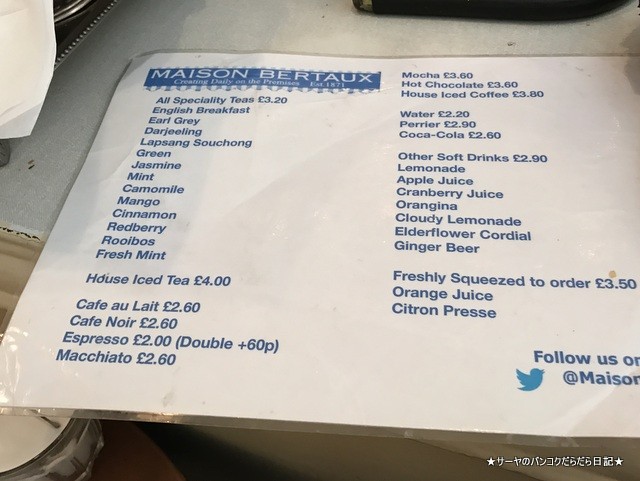 MAISON BERTAUX
Creating Daily on the Premises Est 1871
All Speciality Teas £3.20
English Breakfast
Earl Grey
Darjeeling
Lapsang Souchong
Green
Jasmine
Mint
Camomile
Mango
Cinnamon
Redberry
Rooibos
Fresh Mint
House Iced Tea £4.00
Cafe au Lait £2.60
Cafe Noir £2.60
Espresso £2.00 (Double +60p)
Macchiato £2.60
Mocha £3.60
Hot Chocolate £3.60
House Iced Coffee £3.80
Water £2.20
Perrier £2.90
Coca-Cola £2.60
Other Soft Drinks £2.90
Lemonade
Apple Juice
Cranberry Juice
Orangina
Cloudy Lemonade
Elderflower Cordial
Ginger Beer
Freshly Squeezed to order £3.50
Orange Juice
Citron Presse
Follow us on
@Maison
★サーヤのバンコクだらだら日記★